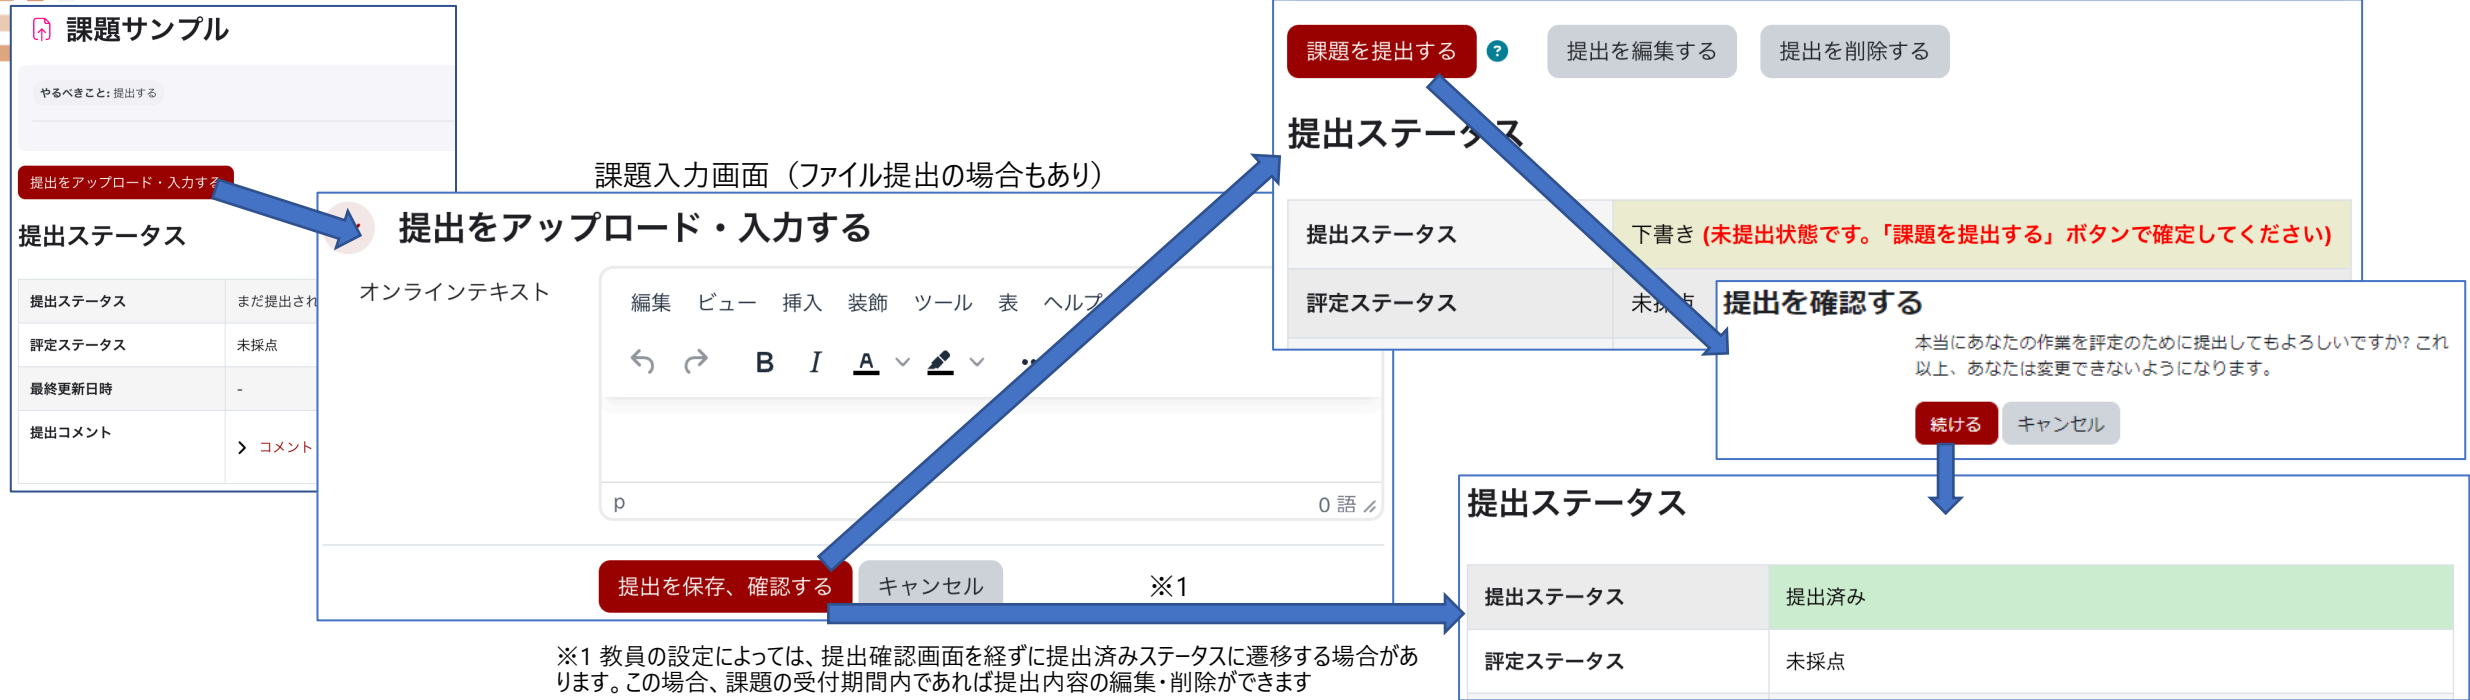 課題サンプル
やるべきこと: 提出する
提出をアップロード・入力する
提出ステータス
提出ステータス
まだ提出され
評定ステータス
未採点
最終更新日時
-
提出コメント
コメント
課題入力画面（ファイル提出の場合もあり）
提出をアップロード・入力する
オンラインテキスト
編集 ビュー 挿入 装飾 ツール 表 ヘルプ
B I A
p
0 語
提出を保存、確認する
キャンセル
※1
※1 教員の設定によっては、提出確認画面を経ずに提出済みステータスに遷移する場合があ
ります。この場合、課題の受付期間内であれば提出内容の編集・削除ができます
課題を提出する
?
提出を編集する
提出を削除する
提出ステータス
提出ステータス
下書き (未提出状態です。「課題を提出する」ボタンで確定してください)
評定ステータス
未採点
提出を確認する
本当にあなたの作業を評定のために提出してもよろしいですか? これ
以上、あなたは変更できないようになります。
続ける
キャンセル
提出ステータス
提出ステータス
提出済み
評定ステータス
未採点